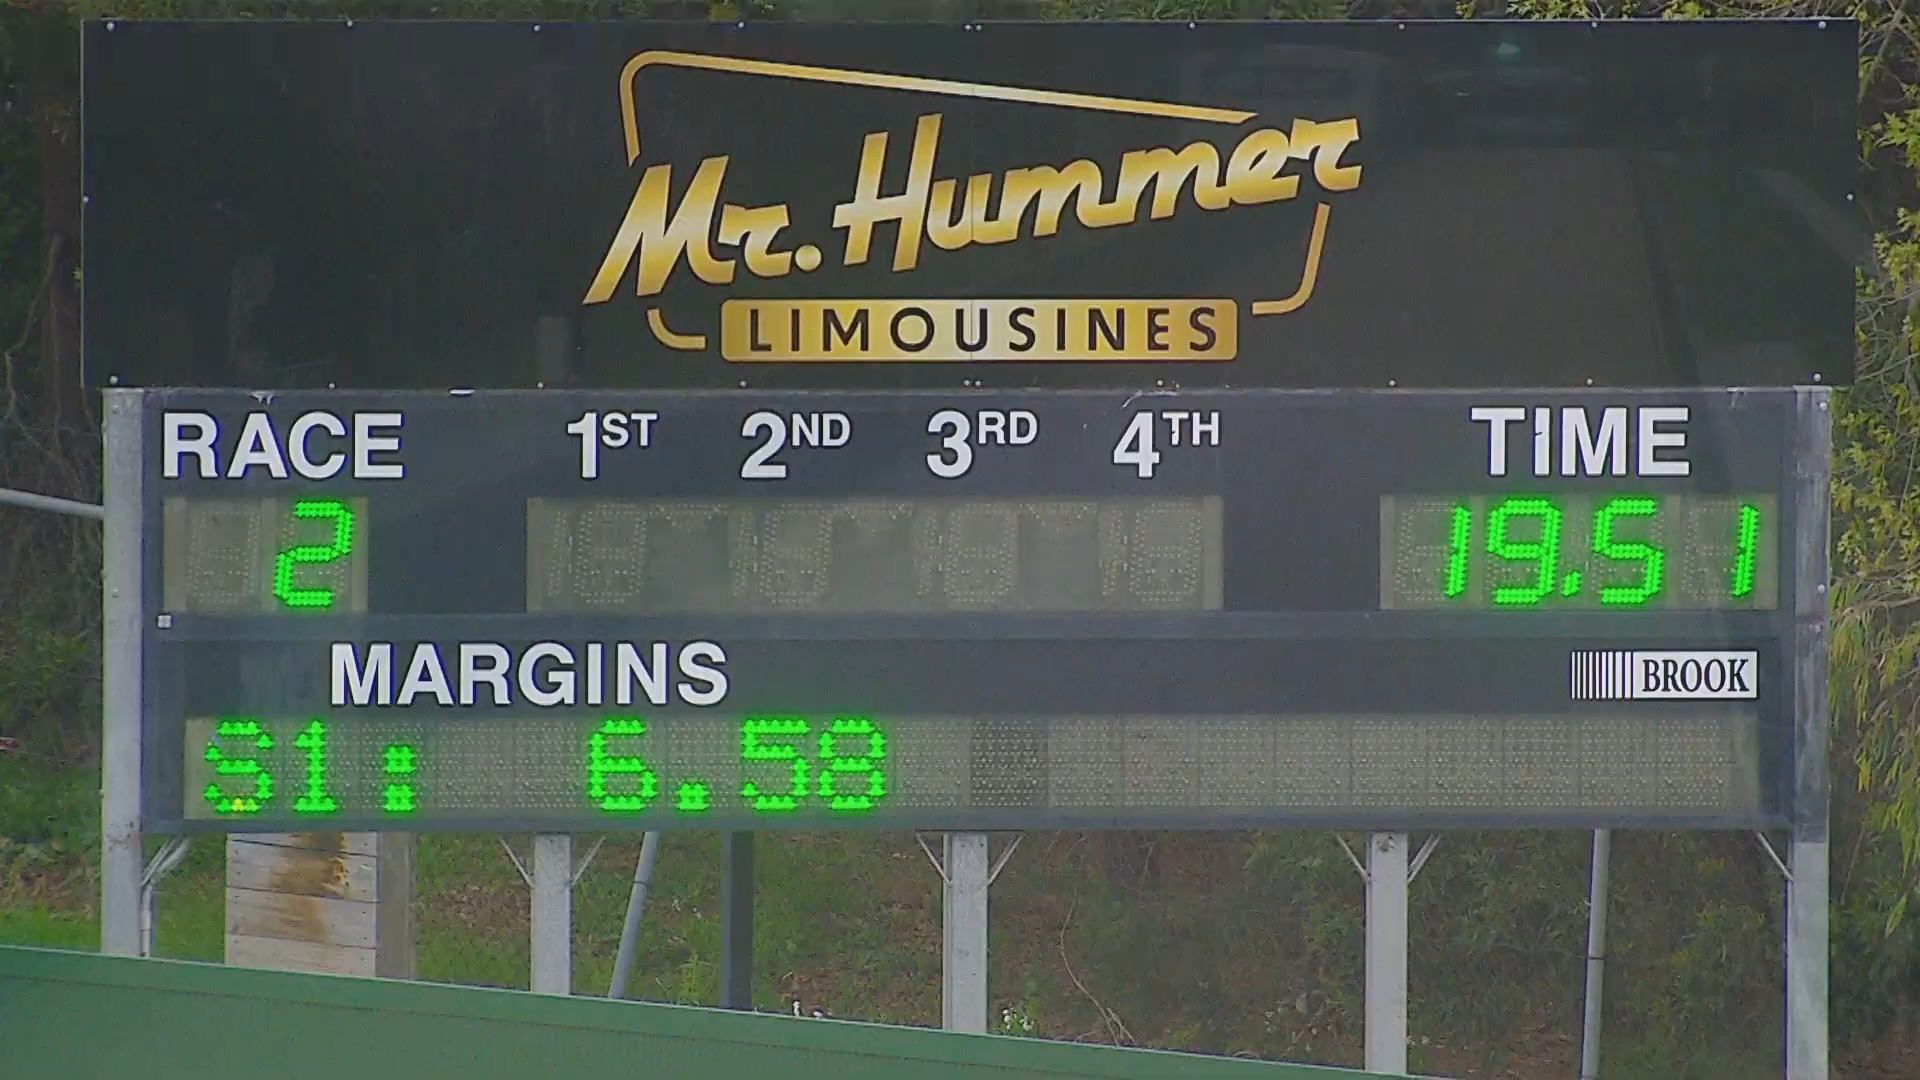 Mr. Hummer
LIMOUSINES
RACE 1ST 2ND 3RD 4TH TIME
2 19.51
MARGINS BROOK
S1: 6.58